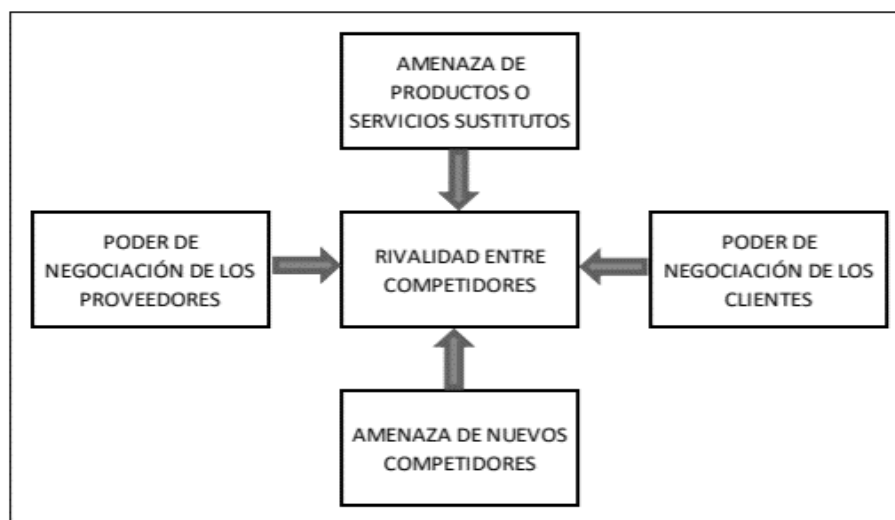 AMENAZA DE
PRODUCTOS O
SERVICIOS SUSTITUTOS
PODER DE
NEGOCIACIÓN DE LOS
PROVEEDORES
RIVALIDAD ENTRE
COMPETIDORES
PODER DE
NEGOCIACIÓN DE LOS
CLIENTES
AMENAZA DE NUEVOS
COMPETIDORES